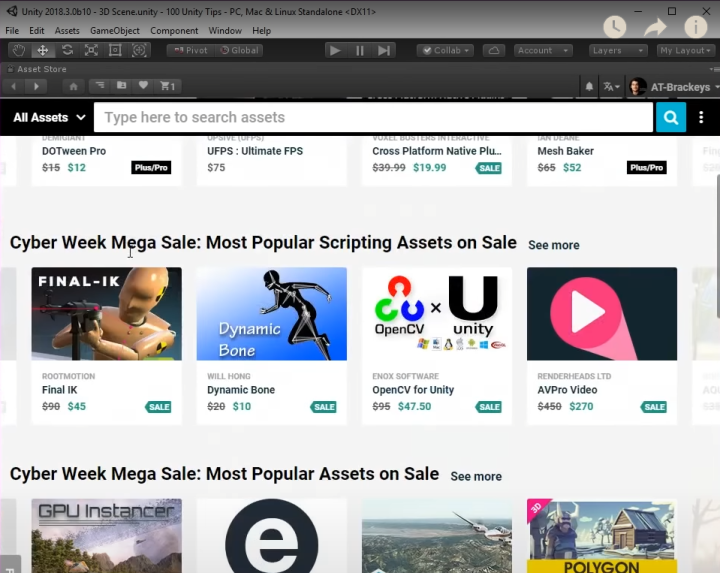 Unity 2018.3.0b10 - 3D Scene.unity - 100 Unity Tips - PC, Mac & Linux Standalone <DX11>
File Edit Assets GameObject Component Window Help
Pivot Global Collab Account Layers My Layout
Asset Store
1 AT-Brackeys
All Assets Type here to search assets
DEMIGIANT UPSIVE (OPSIVE) VOXEL BUSTERS INTERACTIVE IAN DEANE
DOTween Pro UFPS : Ultimate FPS Cross Platform Native Plu... Mesh Baker
$15 $12 Plus/Pro $75 $39.99 $19.99 SALE $65 $52 Plus/Pro
Cyber Week Mega Sale: Most Popular Scripting Assets on Sale See more
FINAL-IK
Dynamic
Bone
OpenCV x unity
ROOTMOTION WILL HONG ENOX SOFTWARE RENDERHEADS LTD
Final IK Dynamic Bone OpenCV for Unity AVPro Video
$90 $45 SALE $20 $10 SALE $95 $47.50 SALE $450 $270 SALE
Cyber Week Mega Sale: Most Popular Assets on Sale See more
GPU Instancer
e
3D
POLYGON